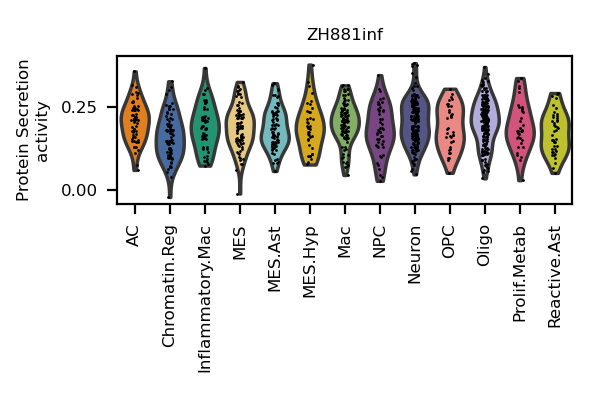 ZH881inf
Protein Secretion
activity
0.25
0.00
AC
Chromatin.Reg
Inflammatory.Mac
MES
MES.Ast
MES.Hyp
Mac
NPC
Neuron
OPC
Oligo
Prolif.Metab
Reactive.Ast